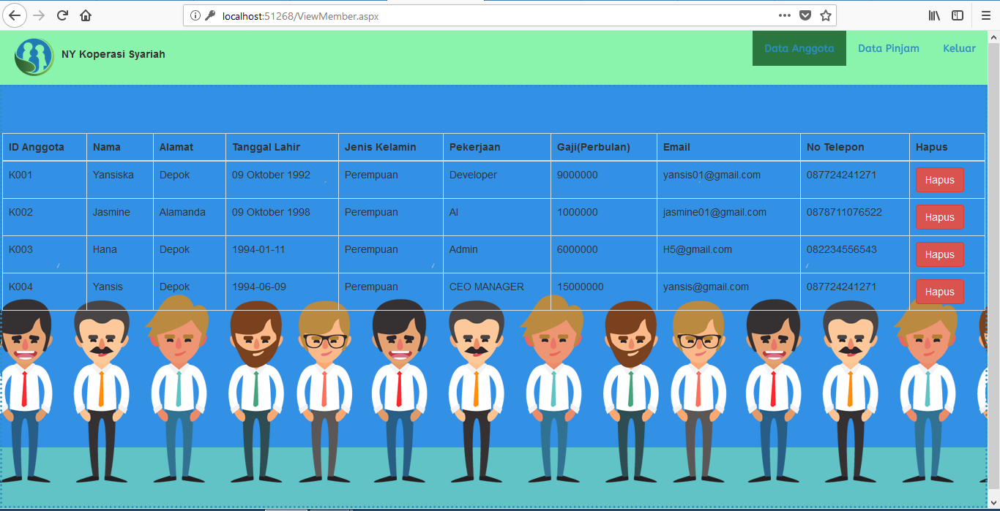 localhost:51268/ViewMember.aspx
NY Koperasi Syariah
Data Anggota Data Pinjam Keluar
ID Anggota Nama Alamat Tanggal Lahir Jenis Kelamin Pekerjaan Gaji(Perbulan) Email No Telepon Hapus
K001 Yansiska Depok 09 Oktober 1992 Perempuan Developer 9000000 yansis01@gmail.com 087724241271 Hapus
K002 Jasmine Alamanda 09 Oktober 1998 Perempuan AI 1000000 jasmine01@gmail.com 0878711076522 Hapus
K003 Hana Depok 1994-01-11 Perempuan Admin 6000000 H5@gmail.com 082234556543 Hapus
K004 Yansis Depok 1994-06-09 Perempuan CEO MANAGER 15000000 yansis@gmail.com 087724241271 Hapus